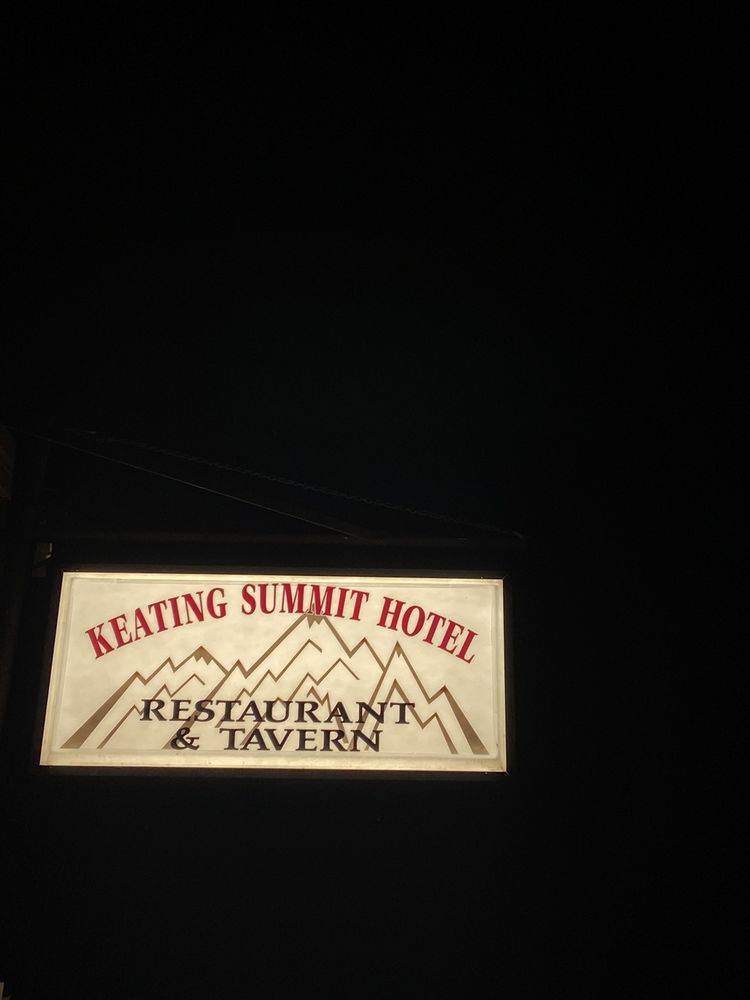 KEATING SUMMIT HOTEL
RESTAURANT
& TAVERN